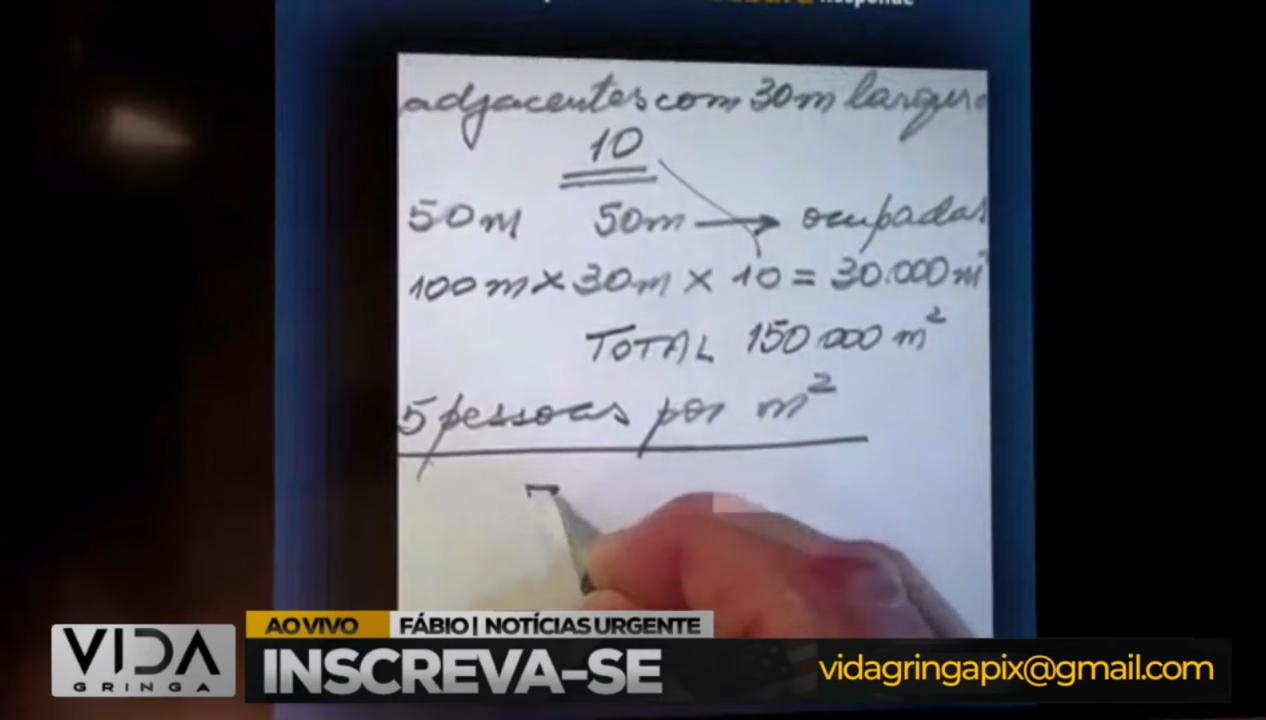 Responde
adjacentes com 30m largura
10
50m 50m → ocupadas
100m × 30m × 10 = 30.000 m²
TOTAL 150.000 m²
5 pessoas por m²
VIDA
GRINGA
AO VIVO
FÁBIO | NOTÍCIAS URGENTE
INSCREVA-SE
vidagringapix@gmail.com